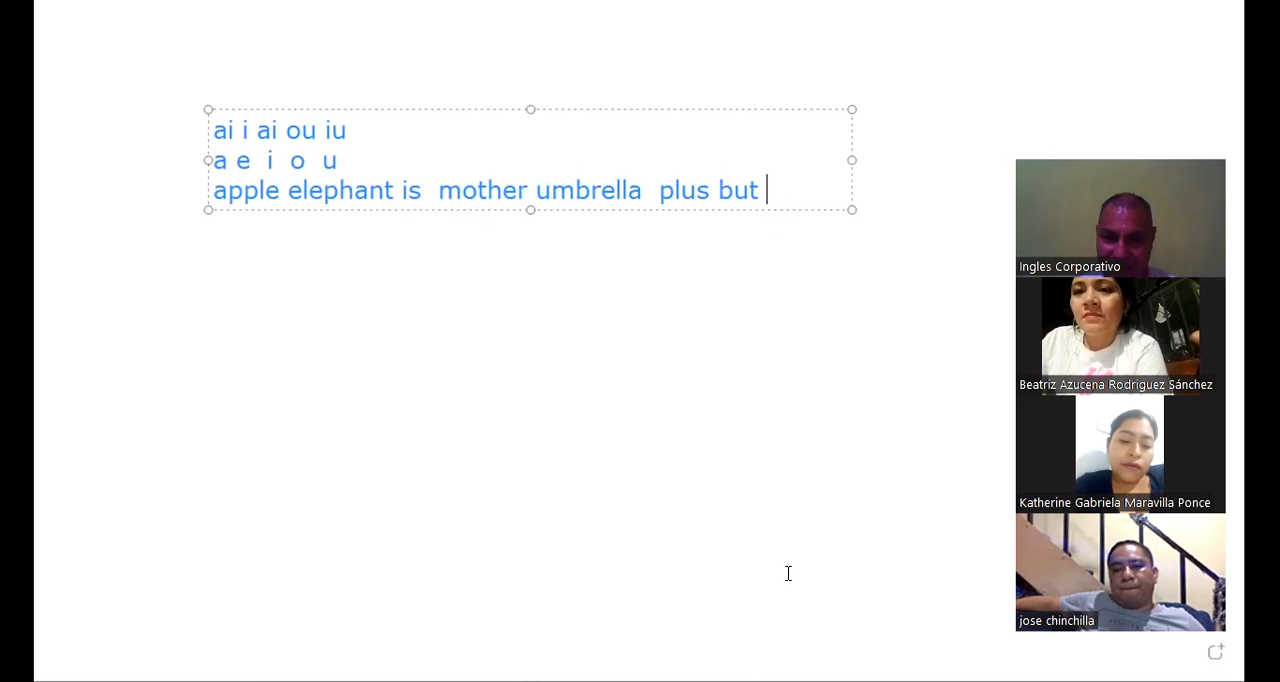 ai i ai ou iu
a e i o u
apple elephant is mother umbrella plus but
Ingles Corporativo
Beatriz Azucena Rodriguez Sánchez
Katherine Gabriela Maravilla Ponce
jose chinchilla